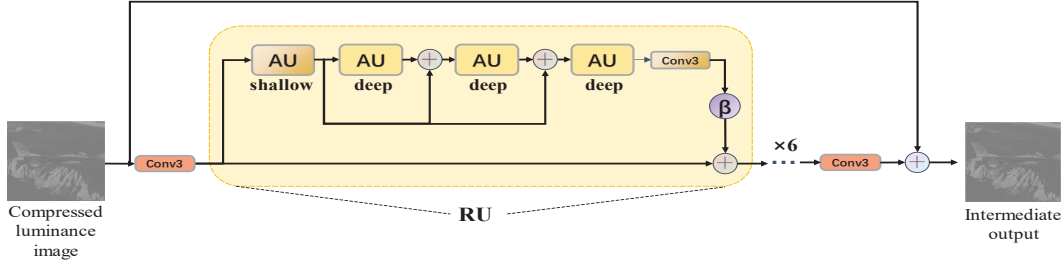 AU
AU
AU
AU
Conv3
shallow
deep
deep
deep
β
×6
Conv3
Conv3
RU
Compressed
luminance
image
Intermediate
output